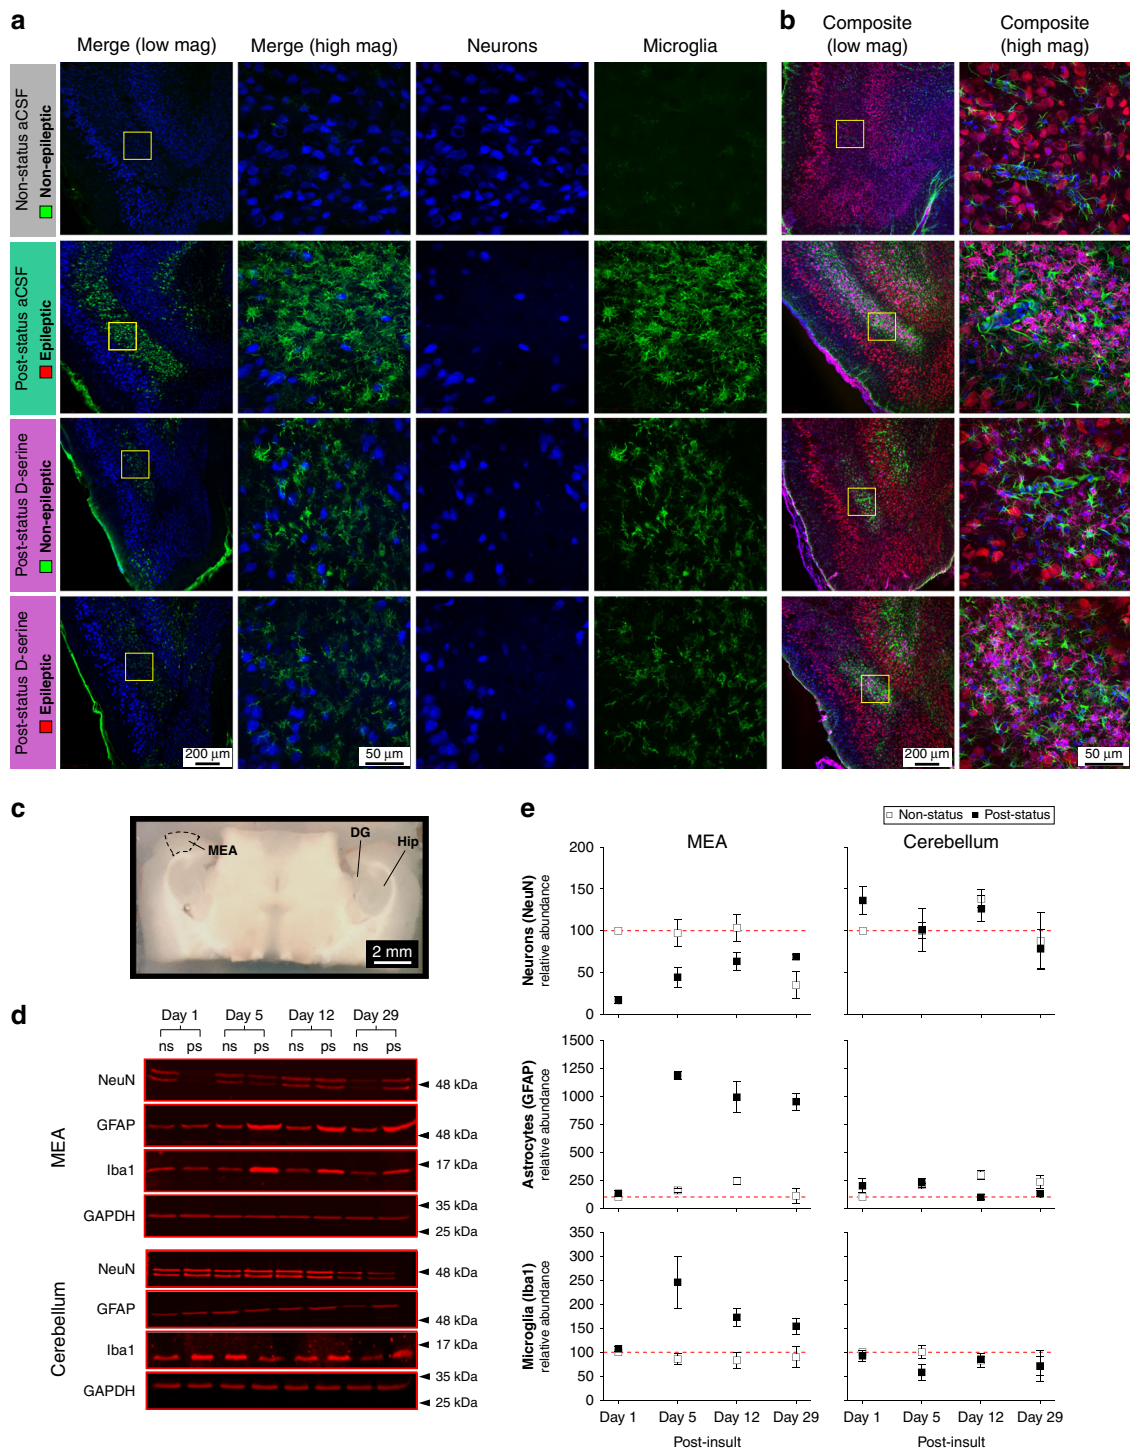 a
b
Merge (low mag)
Merge (high mag)
Neurons
Microglia
Composite
(low mag)
Composite
(high mag)
Non-status aCSF
Non-epileptic
Post-status aCSF
Epileptic
Post-status D-serine
Non-epileptic
Post-status D-serine
Epileptic
200 µm
50 µm
200 µm
50 µm
c
MEA
DG
Hip
2 mm
d
Day 1
Day 5
Day 12
Day 29
ns ps ns ps ns ps ns ps
MEA
NeuN
48 kDa
GFAP
48 kDa
Iba1
17 kDa
GAPDH
35 kDa
25 kDa
Cerebellum
NeuN
48 kDa
GFAP
48 kDa
Iba1
17 kDa
GAPDH
35 kDa
25 kDa
e
Non-status
Post-status
MEA
Cerebellum
Neurons (NeuN)
relative abundance
200
150
100
50
0
Astrocytes (GFAP)
relative abundance
1500
1250
1000
750
500
250
0
Microglia (Iba1)
relative abundance
350
300
250
200
150
100
50
0
Day 1 Day 5 Day 12 Day 29
Post-insult
Day 1 Day 5 Day 12 Day 29
Post-insult